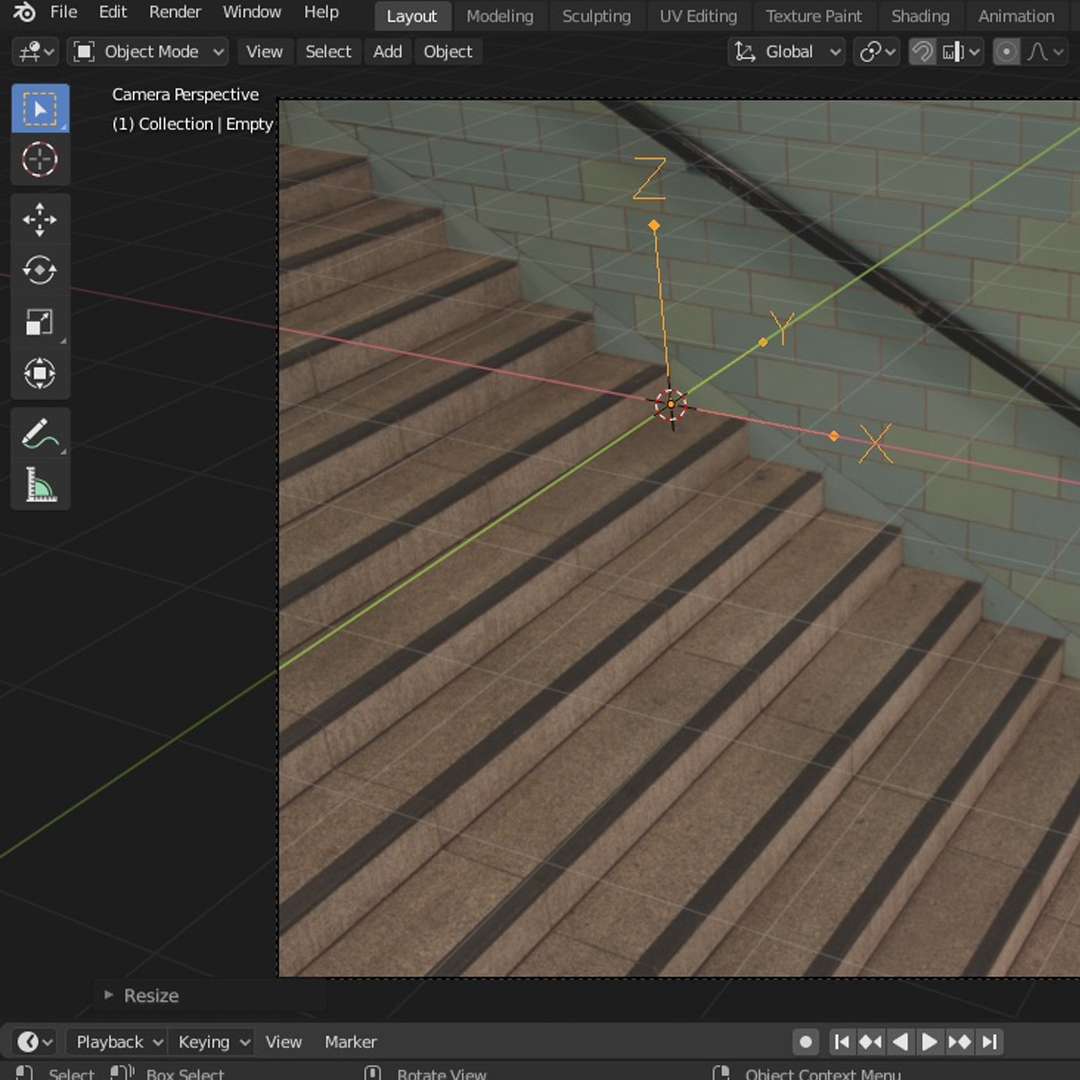 File Edit Render Window Help Layout Modeling Sculpting UV Editing Texture Paint Shading Animation
Object Mode View Select Add Object Global
Camera Perspective
(1) Collection | Empty
Z
Y
X
Resize
Playback Keying View Marker
Select Box Select Rotate View Object Context Menu